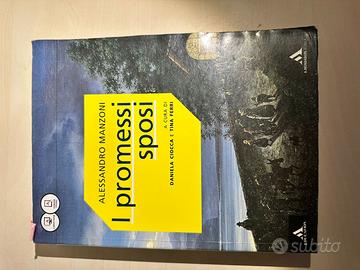 ALESSANDRO MANZONI
I promessi
sposi
A CURA DI
DANIELA CIOCCA E TINA FERRI
subito